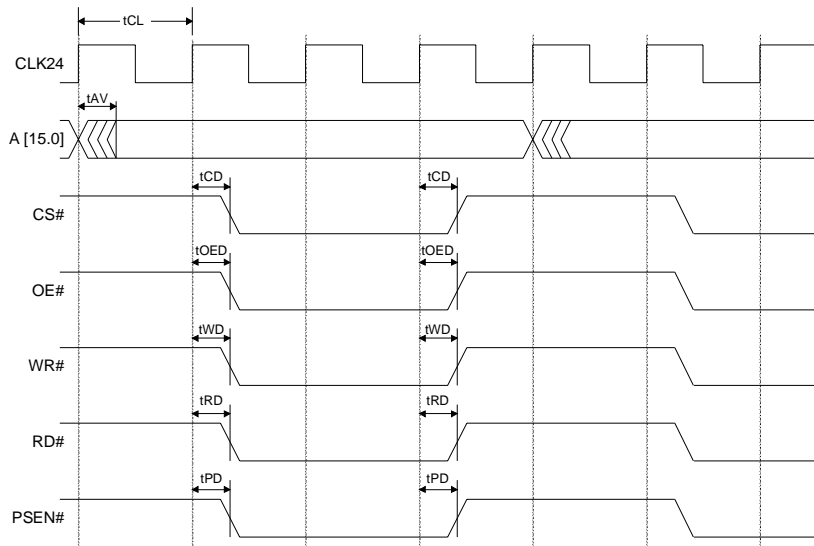 tCL
CLK24
tAV
A [15.0]
tCD tCD
CS#
tOED tOED
OE#
tWD tWD
WR#
tRD tRD
RD#
tPD tPD
PSEN#